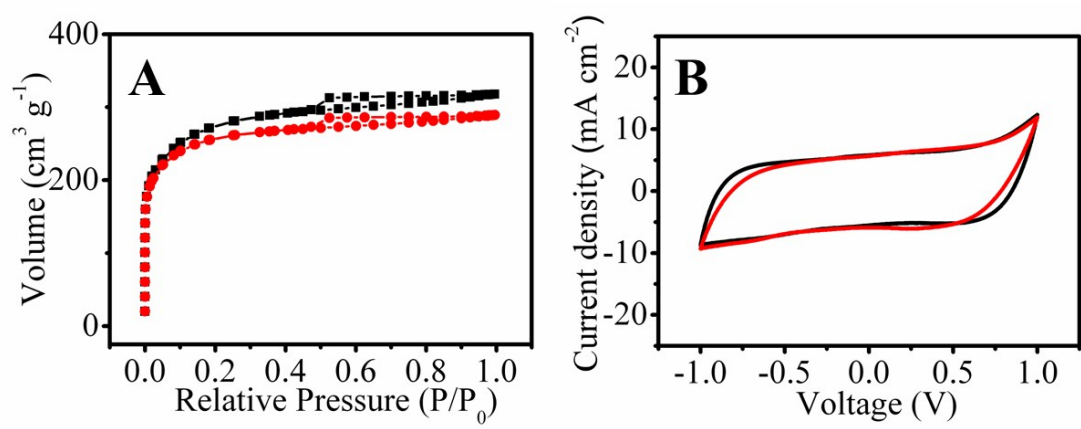 A
Volume (cm³ g⁻¹)
400
200
0
0.0 0.2 0.4 0.6 0.8 1.0
Relative Pressure (P/P₀)
B
Current density (mA cm⁻²)
20
10
0
-10
-20
-1.0 -0.5 0.0 0.5 1.0
Voltage (V)